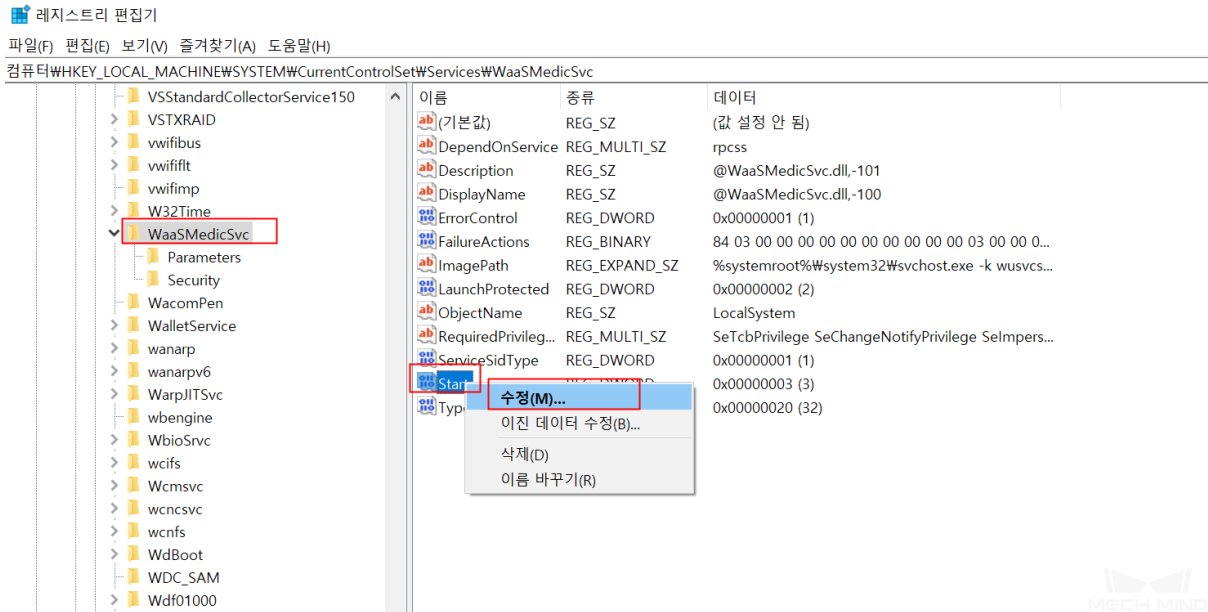 레지스트리 편집기
파일(F) 편집(E) 보기(V) 즐겨찾기(A) 도움말(H)
컴퓨터₩HKEY_LOCAL_MACHINE₩SYSTEM₩CurrentControlSet₩Services₩WaaSMedicSvc
VSStandardCollectorService150
VSTXRAID
vwifibus
vwififlt
vwifimp
W32Time
WaaSMedicSvc
Parameters
Security
WacomPen
WalletService
wanarp
wanarpv6
WarpJITSvc
wbengine
WbioSrvc
wcifs
Wcmsvc
wcncsvc
wcnfs
WdBoot
WDC_SAM
Wdf01000
이름 종류 데이터
(기본값) REG_SZ (값 설정 안 됨)
DependOnService REG_MULTI_SZ rpcss
Description REG_SZ @WaaSMedicSvc.dll,-101
DisplayName REG_SZ @WaaSMedicSvc.dll,-100
ErrorControl REG_DWORD 0x00000001 (1)
FailureActions REG_BINARY 84 03 00 00 00 00 00 00 00 00 00 00 03 00 00 0...
ImagePath REG_EXPAND_SZ %systemroot%₩system32₩svchost.exe -k wusvcs...
LaunchProtected REG_DWORD 0x00000002 (2)
ObjectName REG_SZ LocalSystem
RequiredPrivileg... REG_MULTI_SZ SeTcbPrivilege SeChangeNotifyPrivilege SeImpers...
ServiceSidType REG_DWORD 0x00000001 (1)
Start REG_DWORD 0x00000003 (3)
Type 0x00000020 (32)
수정(M)...
이진 데이터 수정(B)...
삭제(D)
이름 바꾸기(R)
MECH MIND